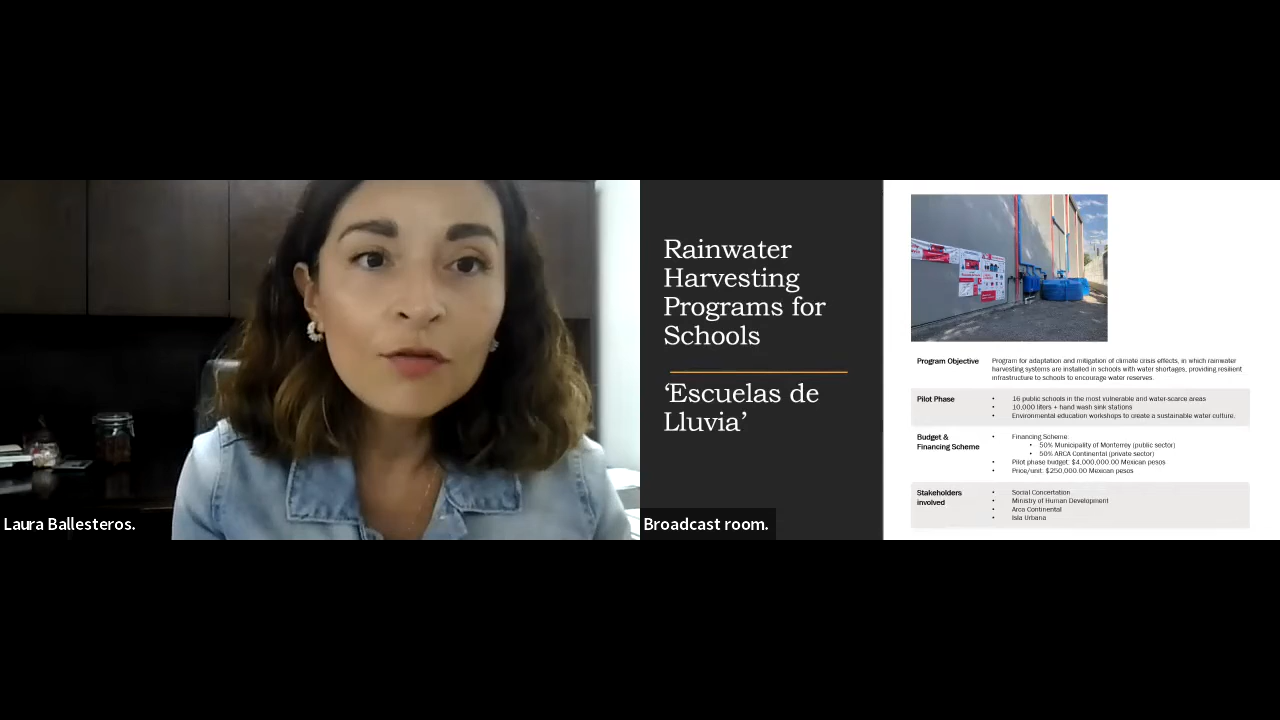 Laura Ballesteros.
Broadcast room.
Rainwater
Harvesting
Programs for
Schools
‘Escuelas de
Lluvia’
Program Objective
Program for adaptation and mitigation of climate crisis effects, in which rainwater
harvesting systems are installed in schools with water shortages, providing resilient
infrastructure to schools to encourage water reserves.
Pilot Phase
• 16 public schools in the most vulnerable and water-scarce areas
• 10,000 liters + hand wash sink stations
• Environmental education workshops to create a sustainable water culture.
Budget &
Financing Scheme
• Financing Scheme:
• 50% Municipality of Monterrey (public sector)
• 50% ARCA Continental (private sector)
• Pilot phase budget: $4,000,000.00 Mexican pesos
• Price/unit: $250,000.00 Mexican pesos
Stakeholders
involved
• Social Concertation
• Ministry of Human Development
• Arca Continental
• Isla Urbana